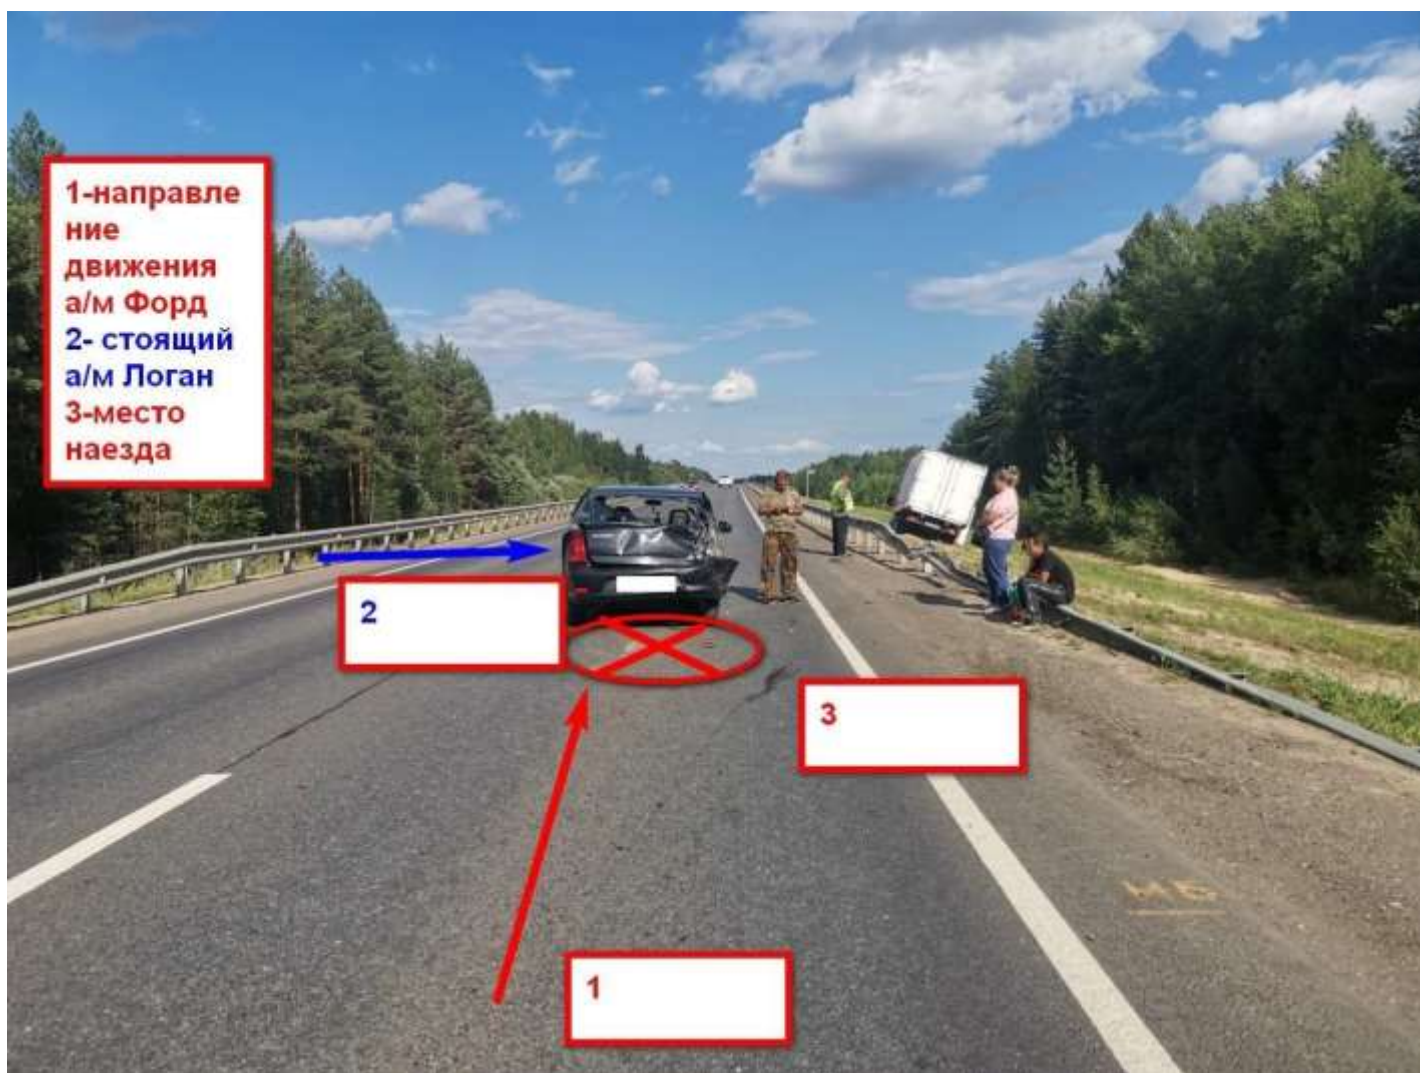 1-направле
ние
движения
а/м Форд
2- стоящий
а/м Логан
3-место
наезда
2
3
1